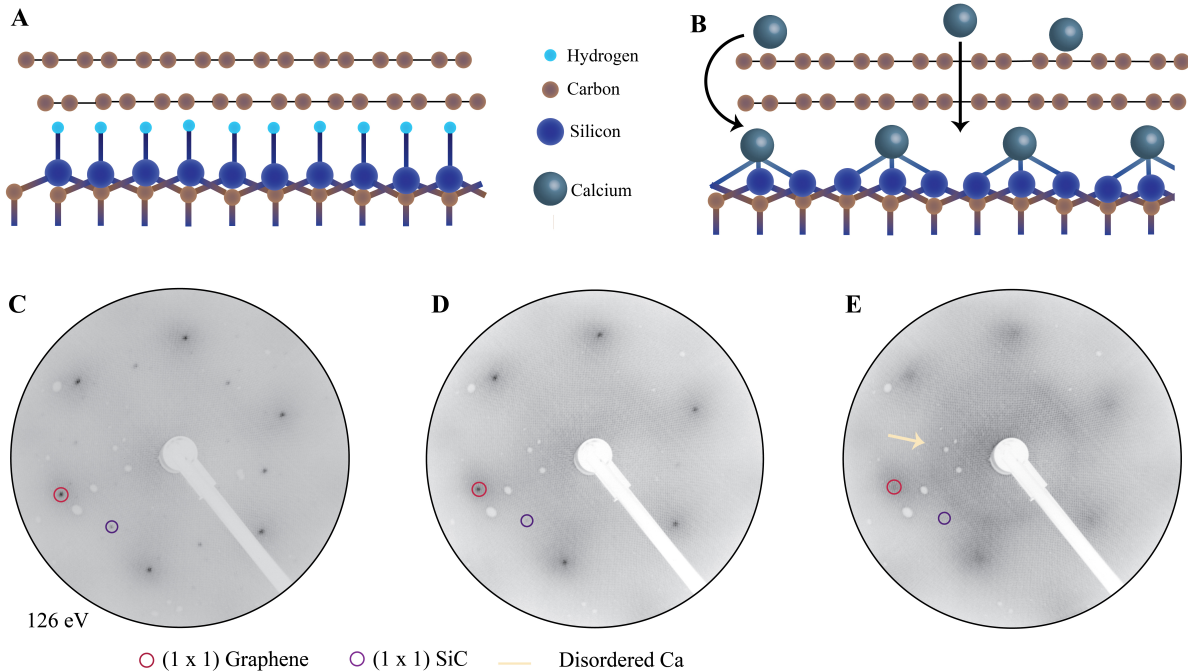 A
B
Hydrogen
Carbon
Silicon
Calcium
C
D
E
126 eV
(1 x 1) Graphene
(1 x 1) SiC
Disordered Ca